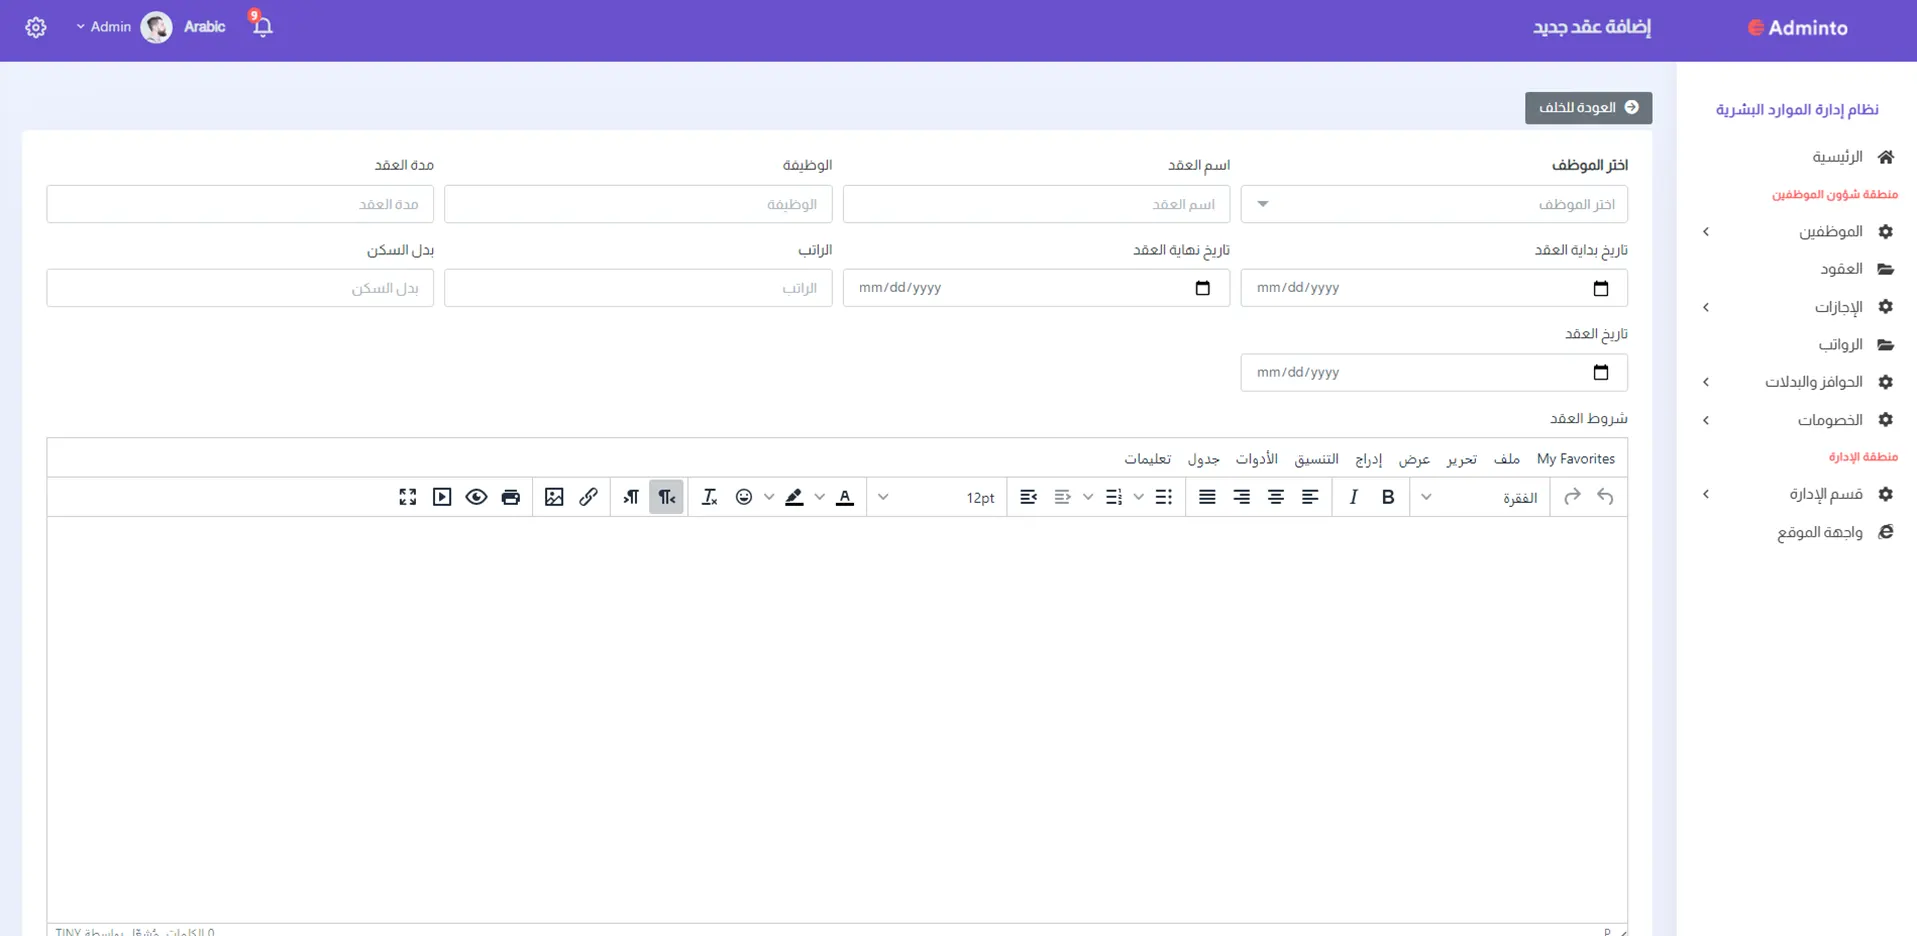 Adminto
إضافة عقد جديد
9
Arabic
Admin
نظام إدارة الموارد البشرية
الرئيسية
منطقة شؤون الموظفين
الموظفين
العقود
الإجازات
الرواتب
الحوافز والبدلات
الخصومات
منطقة الإدارة
قسم الإدارة
واجهة الموقع
العودة للخلف
اختر الموظف
اسم العقد
الوظيفة
مدة العقد
اختر الموظف
اسم العقد
الوظيفة
مدة العقد
تاريخ بداية العقد
تاريخ نهاية العقد
الراتب
بدل السكن
mm/dd/yyyy
mm/dd/yyyy
الراتب
بدل السكن
تاريخ العقد
mm/dd/yyyy
شروط العقد
My Favorites ملف تحرير عرض إدراج التنسيق الأدوات جدول تعليمات
الفقرة
B I
12pt
P
0 الكلمات مُشغّل بواسطة TINY